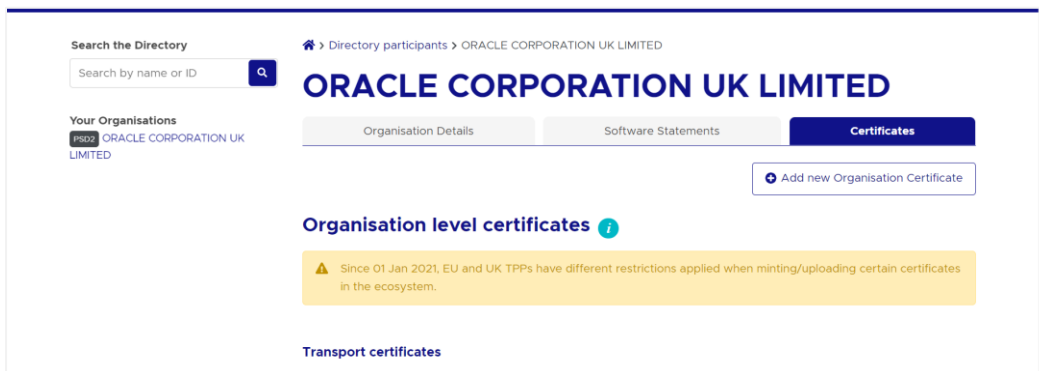 Search the Directory
Search by name or ID
Your Organisations
PSD2 ORACLE CORPORATION UK
LIMITED
> Directory participants > ORACLE CORPORATION UK LIMITED
ORACLE CORPORATION UK LIMITED
Organisation Details
Software Statements
Certificates
Add new Organisation Certificate
Organisation level certificates i
Since 01 Jan 2021, EU and UK TPPs have different restrictions applied when minting/uploading certain certificates
in the ecosystem.
Transport certificates